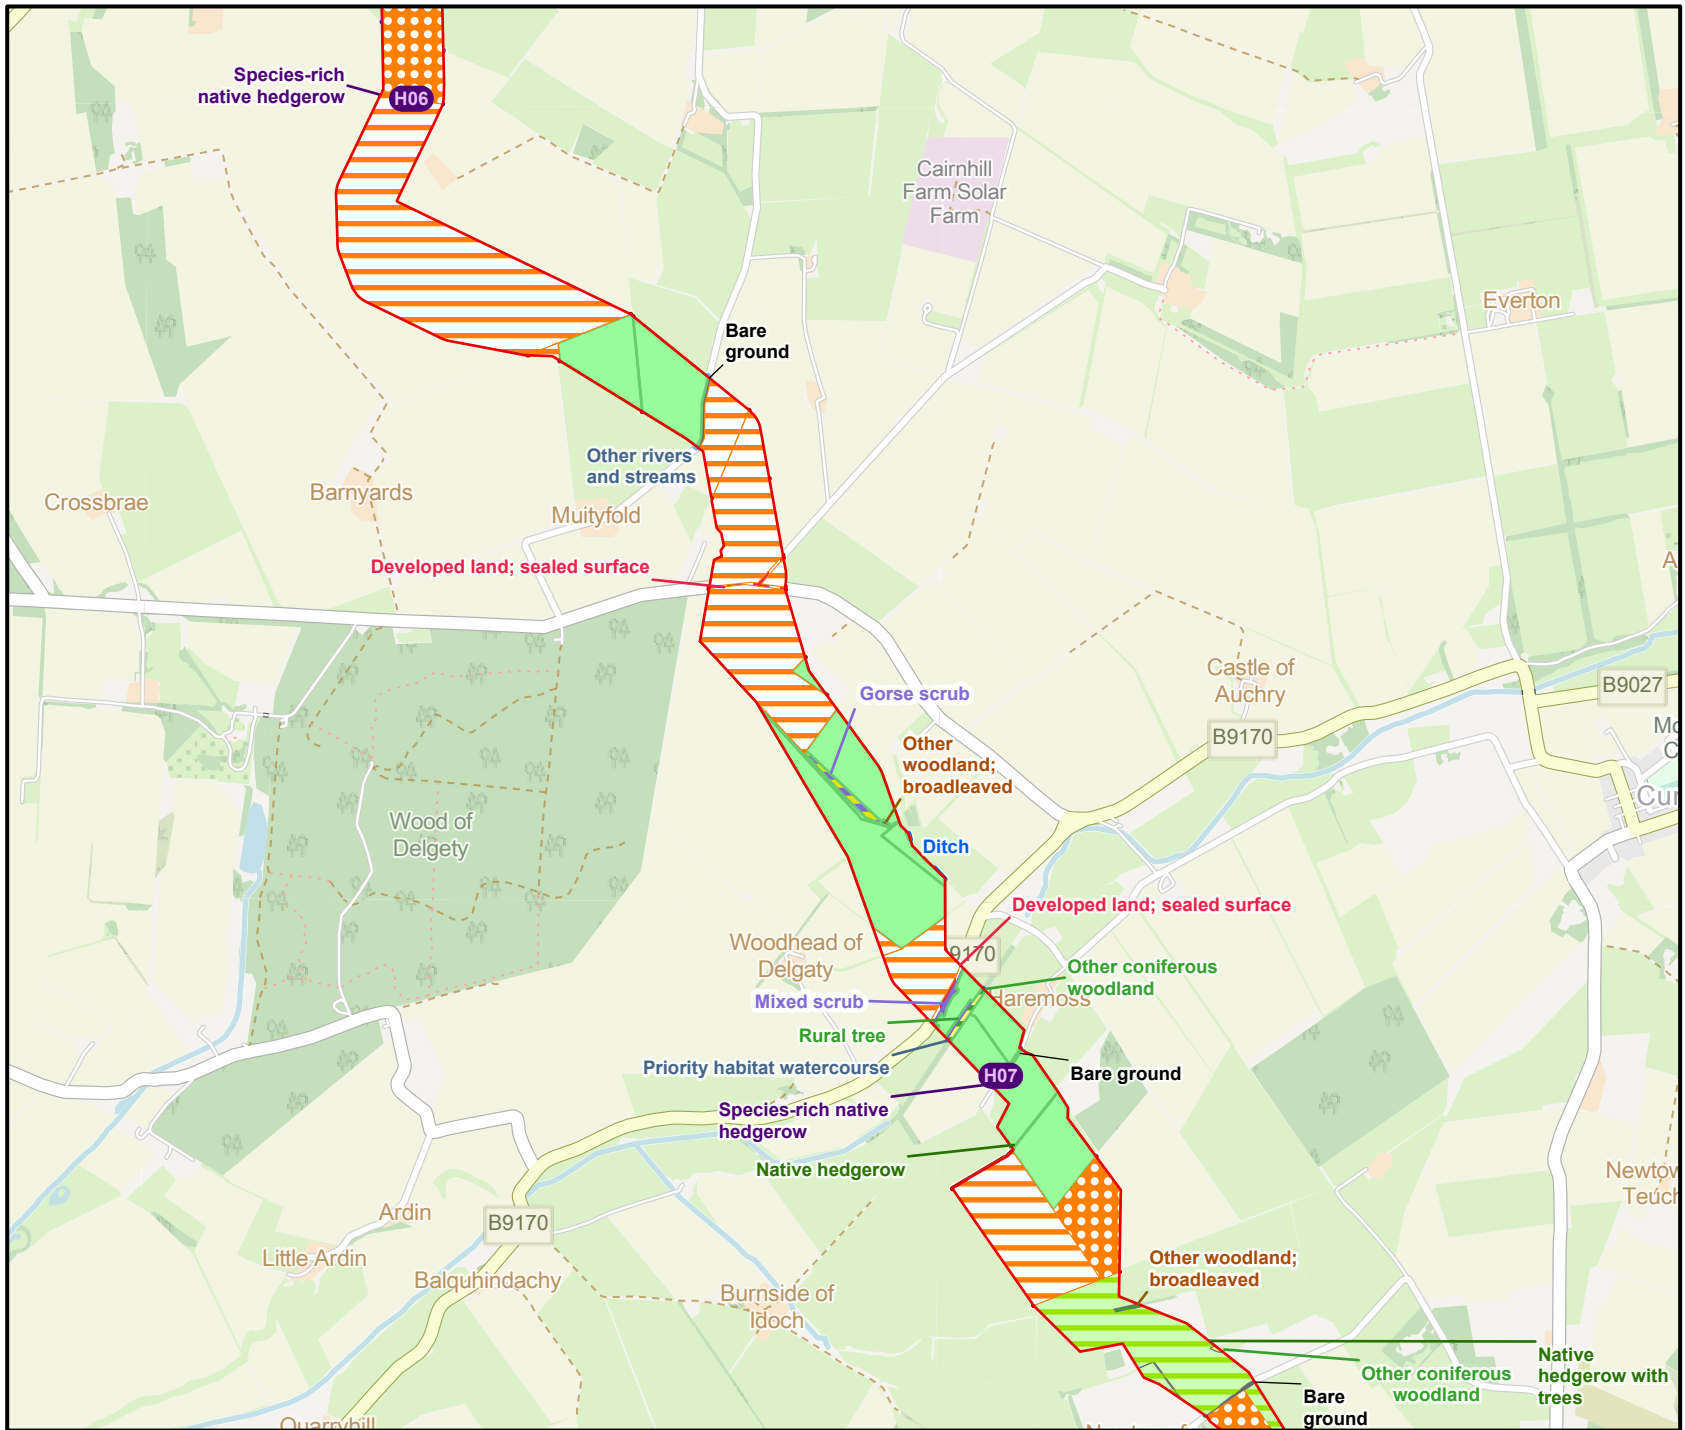 Species-rich
native hedgerow
H06
Cairnhill
Farm Solar
Farm
Everton
Bare
ground
Other rivers
and streams
Crossbrae
Barnyards
Muityfold
Developed land; sealed surface
Castle of
Auchry
B9027
B9170
Gorse scrub
Other
woodland;
broadleaved
Wood of
Delgety
Ditch
Developed land; sealed surface
Woodhead of
Delgaty
9170
Other coniferous
woodland
Haremoss
Mixed scrub
Rural tree
Priority habitat watercourse
H07
Bare ground
Species-rich native
hedgerow
Native hedgerow
Ardin
B9170
Little Ardin
Balquhindachy
Burnside of
Idoch
Other woodland;
broadleaved
Native
hedgerow with
trees
Other coniferous
woodland
Bare
ground
Quarryhill